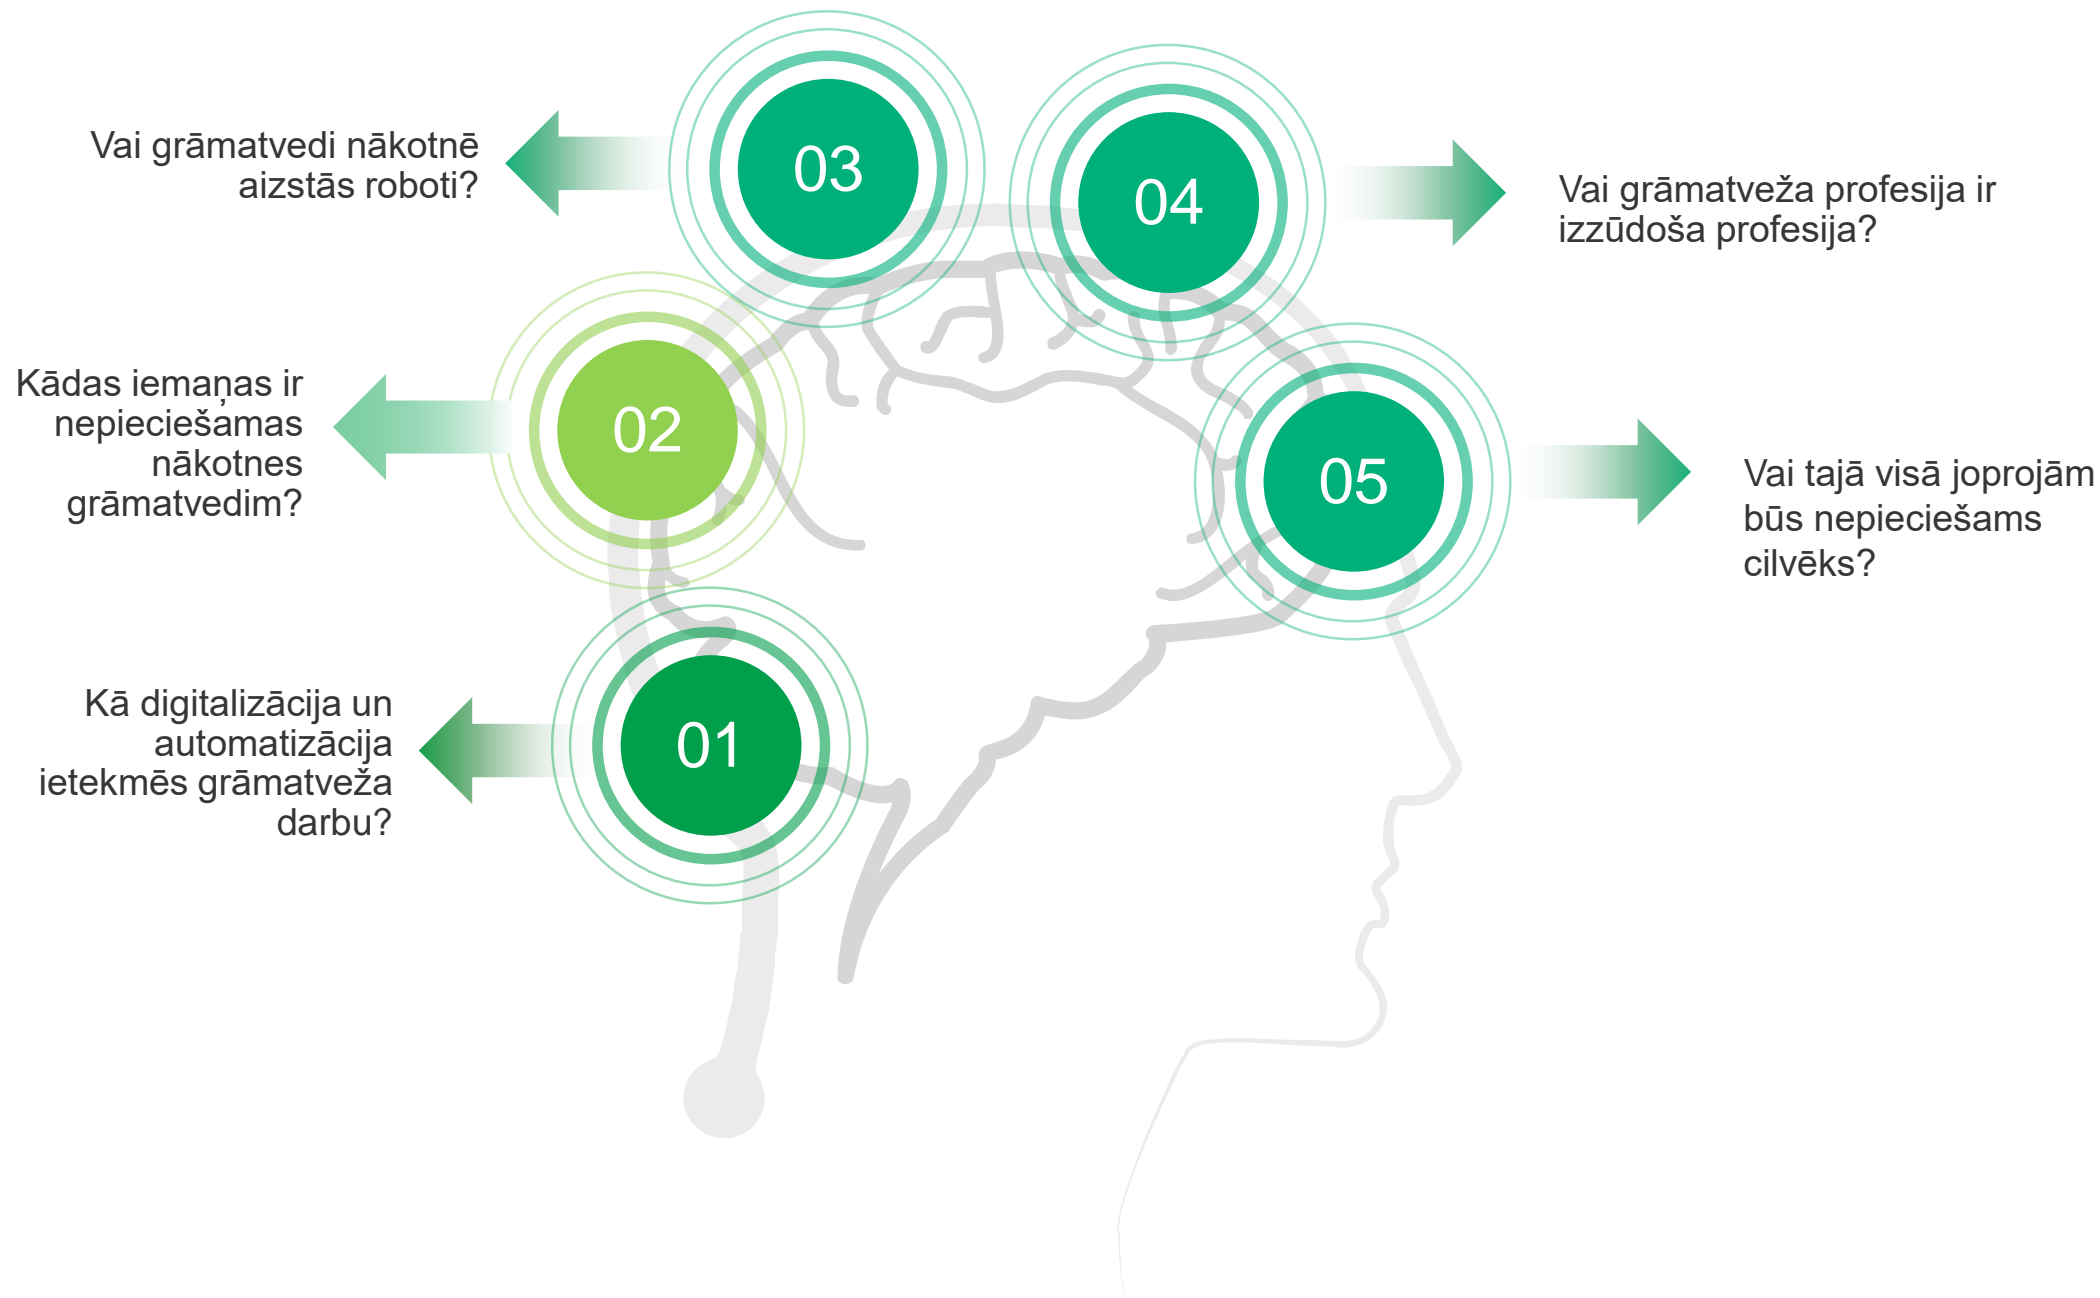 03
Vai grāmatvedi nākotnē
aizstās roboti?
04
Vai grāmatveža profesija ir
izzūdoša profesija?
02
Kādas iemaņas ir
nepieciešamas
nākotnes
grāmatvedim?
05
Vai tajā visā joprojām
būs nepieciešams
cilvēks?
01
Kā digitalizācija un
automatizācija
ietekmēs grāmatveža
darbu?